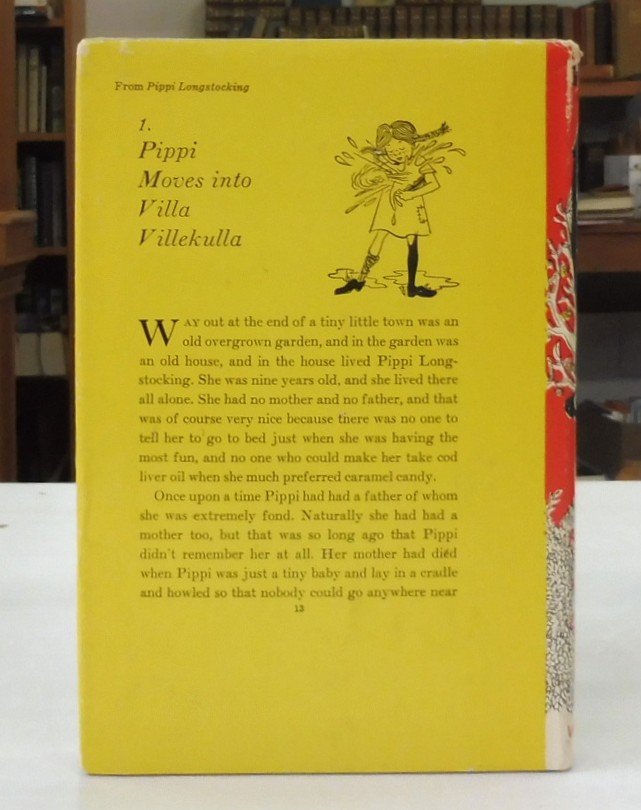 From Pippi Longstocking
1.
Pippi
Moves into
Villa
Villekulla
WAY out at the end of a tiny little town was an
old overgrown garden, and in the garden was
an old house, and in the house lived Pippi Long-
stocking. She was nine years old, and she lived there
all alone. She had no mother and no father, and that
was of course very nice because there was no one to
tell her to go to bed just when she was having the
most fun, and no one who could make her take cod
liver oil when she much preferred caramel candy.
Once upon a time Pippi had had a father of whom
she was extremely fond. Naturally she had had a
mother too, but that was so long ago that Pippi
didn't remember her at all. Her mother had died
when Pippi was just a tiny baby and lay in a cradle
and howled so that nobody could go anywhere near
13